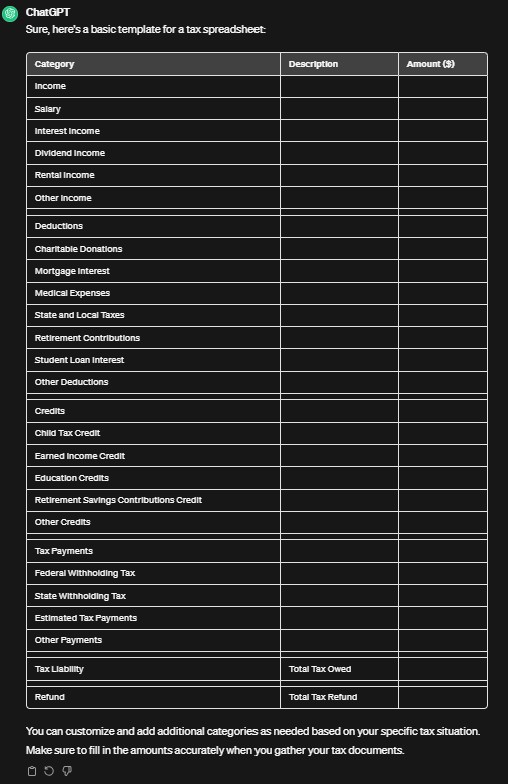 ChatGPT
Sure, here's a basic template for a tax spreadsheet:
Category Description Amount ($)
Income
Salary
Interest Income
Dividend Income
Rental Income
Other Income
Deductions
Charitable Donations
Mortgage Interest
Medical Expenses
State and Local Taxes
Retirement Contributions
Student Loan Interest
Other Deductions
Credits
Child Tax Credit
Earned Income Credit
Education Credits
Retirement Savings Contributions Credit
Other Credits
Tax Payments
Federal Withholding Tax
State Withholding Tax
Estimated Tax Payments
Other Payments
Tax Liability Total Tax Owed
Refund Total Tax Refund
You can customize and add additional categories as needed based on your specific tax situation.
Make sure to fill in the amounts accurately when you gather your tax documents.